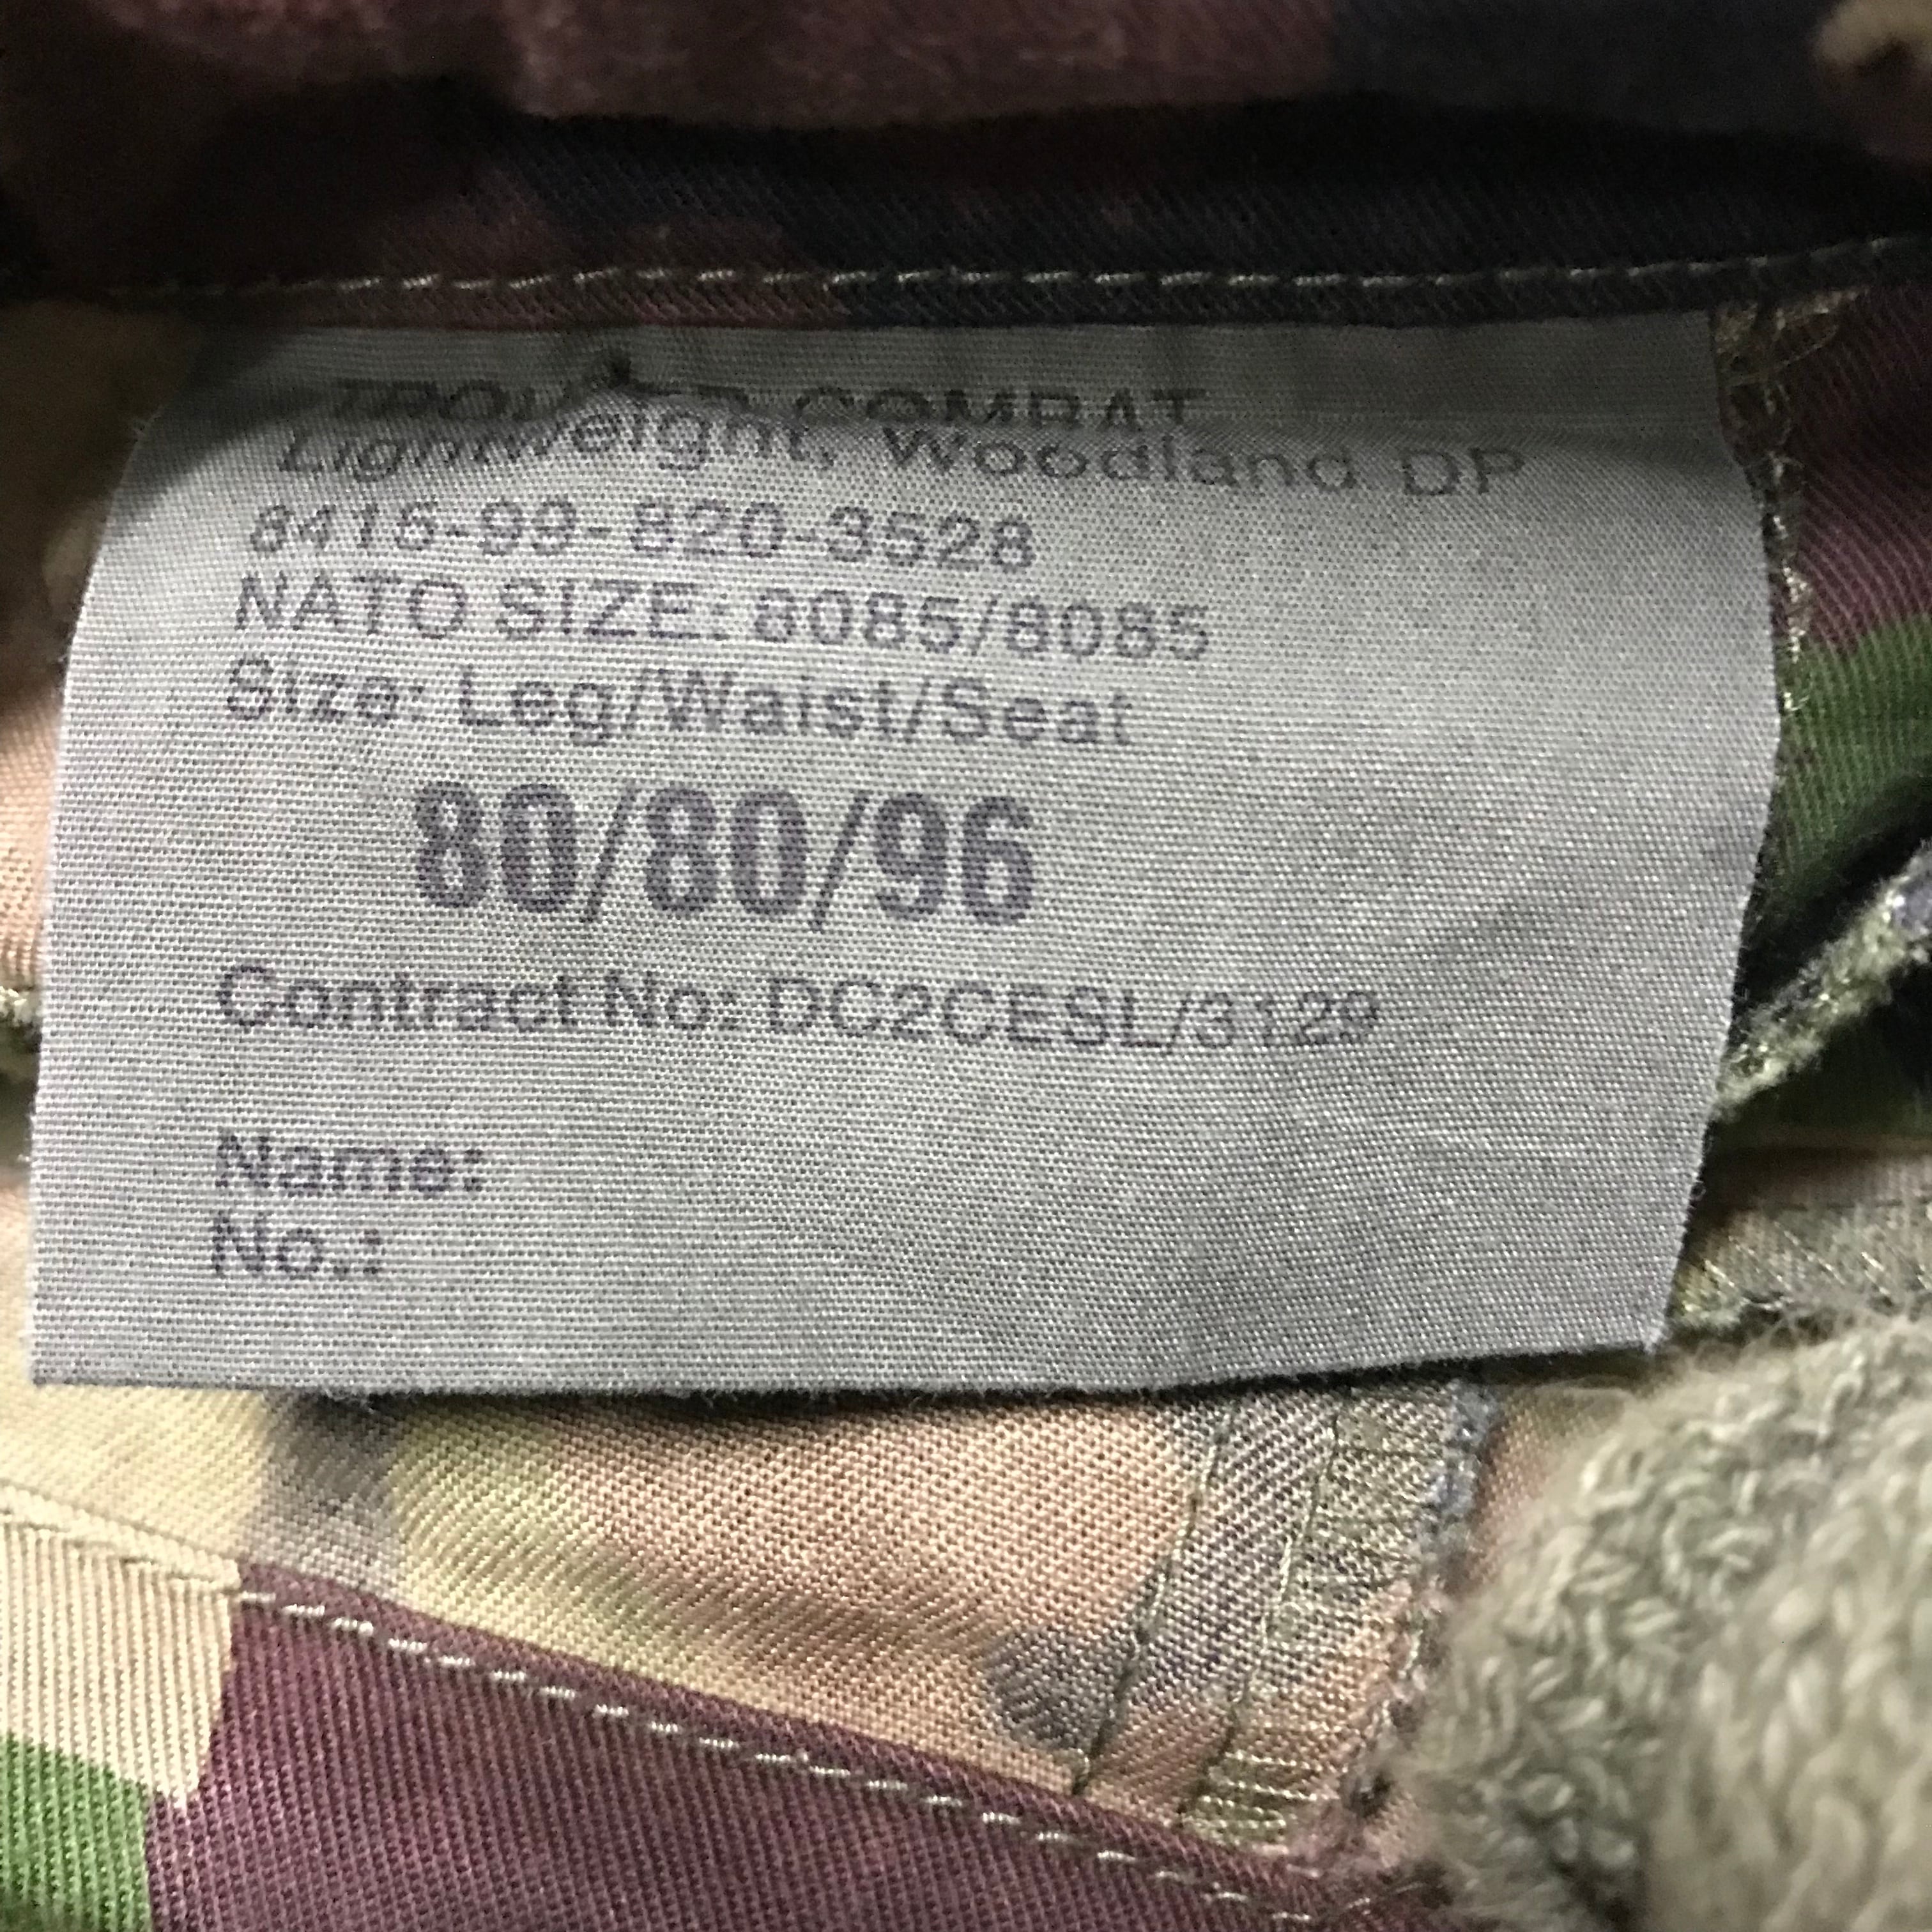 TROUSER COMBAT
Lightweight, Woodland DP
8415-99-820-3528
NATO SIZE: 8085/8085
Size: Leg/Waist/Seat
80/80/96
Contract No: DC2CESL/3129
Name:
No.: